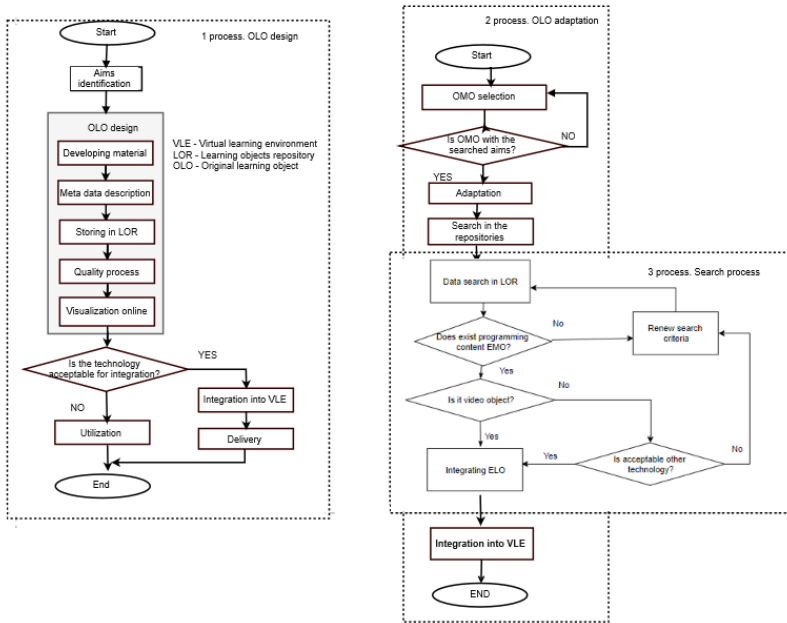 1 process. OLO design
Start
Aims
identification
OLO design
Developing material
Meta data description
Storing in LOR
Quality process
Visualization online
VLE - Virtual learning environment
LOR - Learning objects repository
OLO - Original learning object
Is the technology
acceptable for integration?
YES
NO
Integration into VLE
Utilization
Delivery
End
2 process. OLO adaptation
Start
OMO selection
Is OMO with the
searched aims?
NO
YES
Adaptation
Search in the
repositories
3 process. Search process
Data search in LOR
Does exist programming
content EMO?
No
Renew search
criteria
Yes
Is it video object?
No
Yes
Is acceptable other
technology?
Yes
No
Integrating ELO
Integration into VLE
END